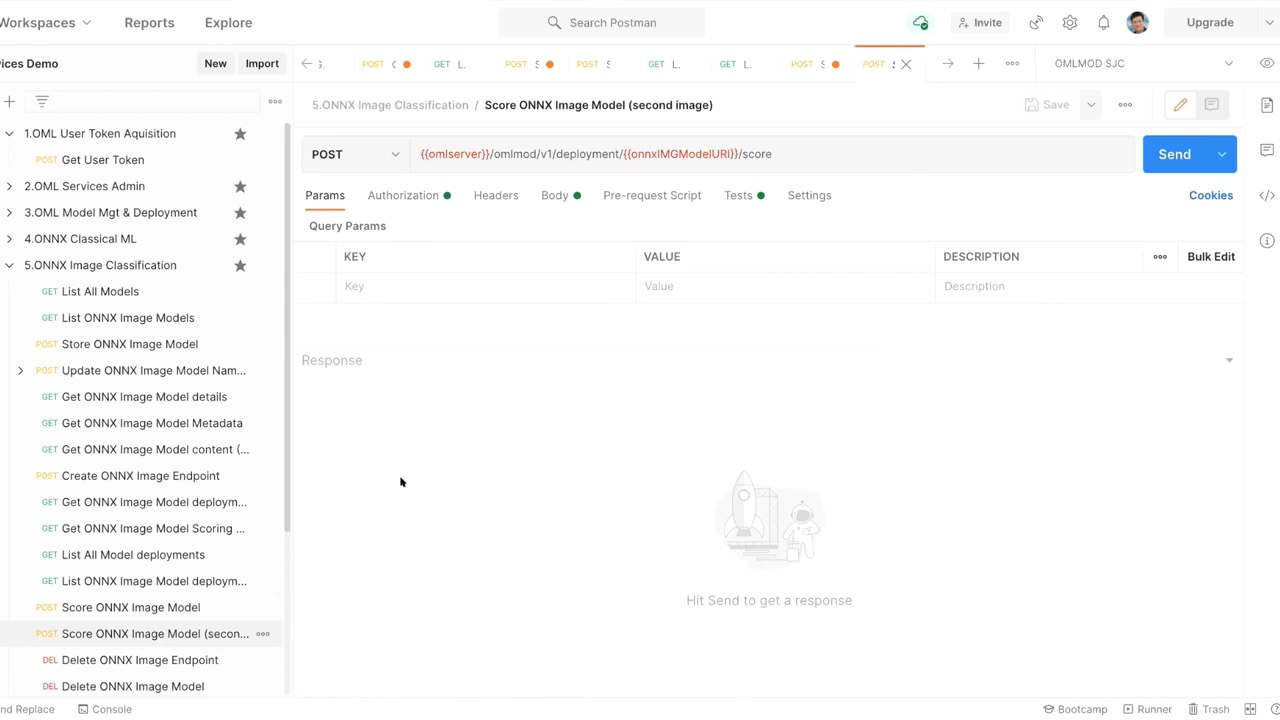 Workspaces
Reports
Explore
Search Postman
Invite
Upgrade
ices Demo
New
Import
POST
GET L.
POST S
POST S
GET L.
GET L.
POST S
POST
OMLMOD SJC
5.ONNX Image Classification / Score ONNX Image Model (second image)
Save
POST
{{omlserver}}/omlmod/v1/deployment/{{onnxIMGModelURI}}/score
Send
Params
Authorization
Headers
Body
Pre-request Script
Tests
Settings
Cookies
Query Params
KEY
VALUE
DESCRIPTION
Bulk Edit
Key
Value
Description
Response
Hit Send to get a response
1.OML User Token Aquisition
POST Get User Token
2.OML Services Admin
3.OML Model Mgt & Deployment
4.ONNX Classical ML
5.ONNX Image Classification
GET List All Models
GET List ONNX Image Models
POST Store ONNX Image Model
POST Update ONNX Image Model Nam...
GET Get ONNX Image Model details
GET Get ONNX Image Model Metadata
GET Get ONNX Image Model content (...
POST Create ONNX Image Endpoint
GET Get ONNX Image Model deploym...
GET Get ONNX Image Model Scoring ...
GET List All Model deployments
GET List ONNX Image Model deploym...
POST Score ONNX Image Model
POST Score ONNX Image Model (secon...
DEL Delete ONNX Image Endpoint
DEL Delete ONNX Image Model
nd Replace
Console
Bootcamp
Runner
Trash